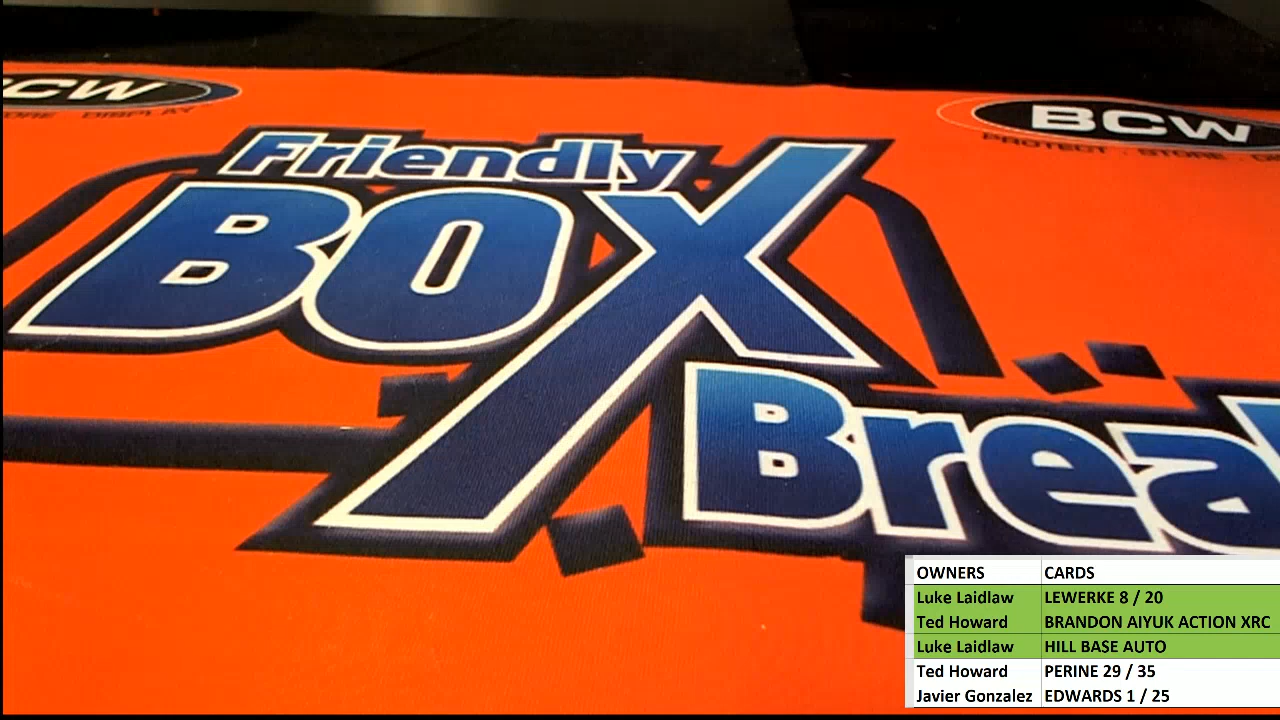 BCW
BCW
PROTECT · STORE
Friendly
BOX
OWNERS CARDS
Luke Laidlaw LEWERKE 8 / 20
Ted Howard BRANDON AIYUK ACTION XRC
Luke Laidlaw HILL BASE AUTO
Ted Howard PERINE 29 / 35
Javier Gonzalez EDWARDS 1 / 25